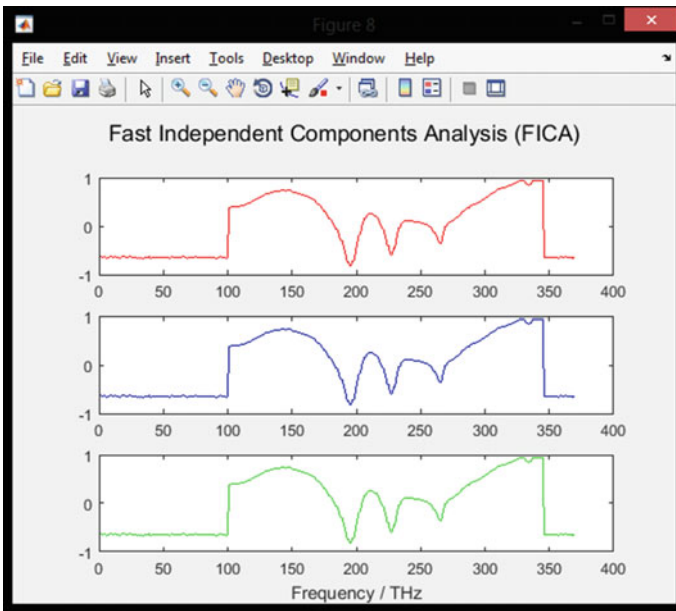 Figure 8
File Edit View Insert Tools Desktop Window Help
Fast Independent Components Analysis (FICA)
1
0
-1
0 50 100 150 200 250 300 350 400
1
0
-1
0 50 100 150 200 250 300 350 400
1
0
-1
0 50 100 150 200 250 300 350 400
Frequency / THz